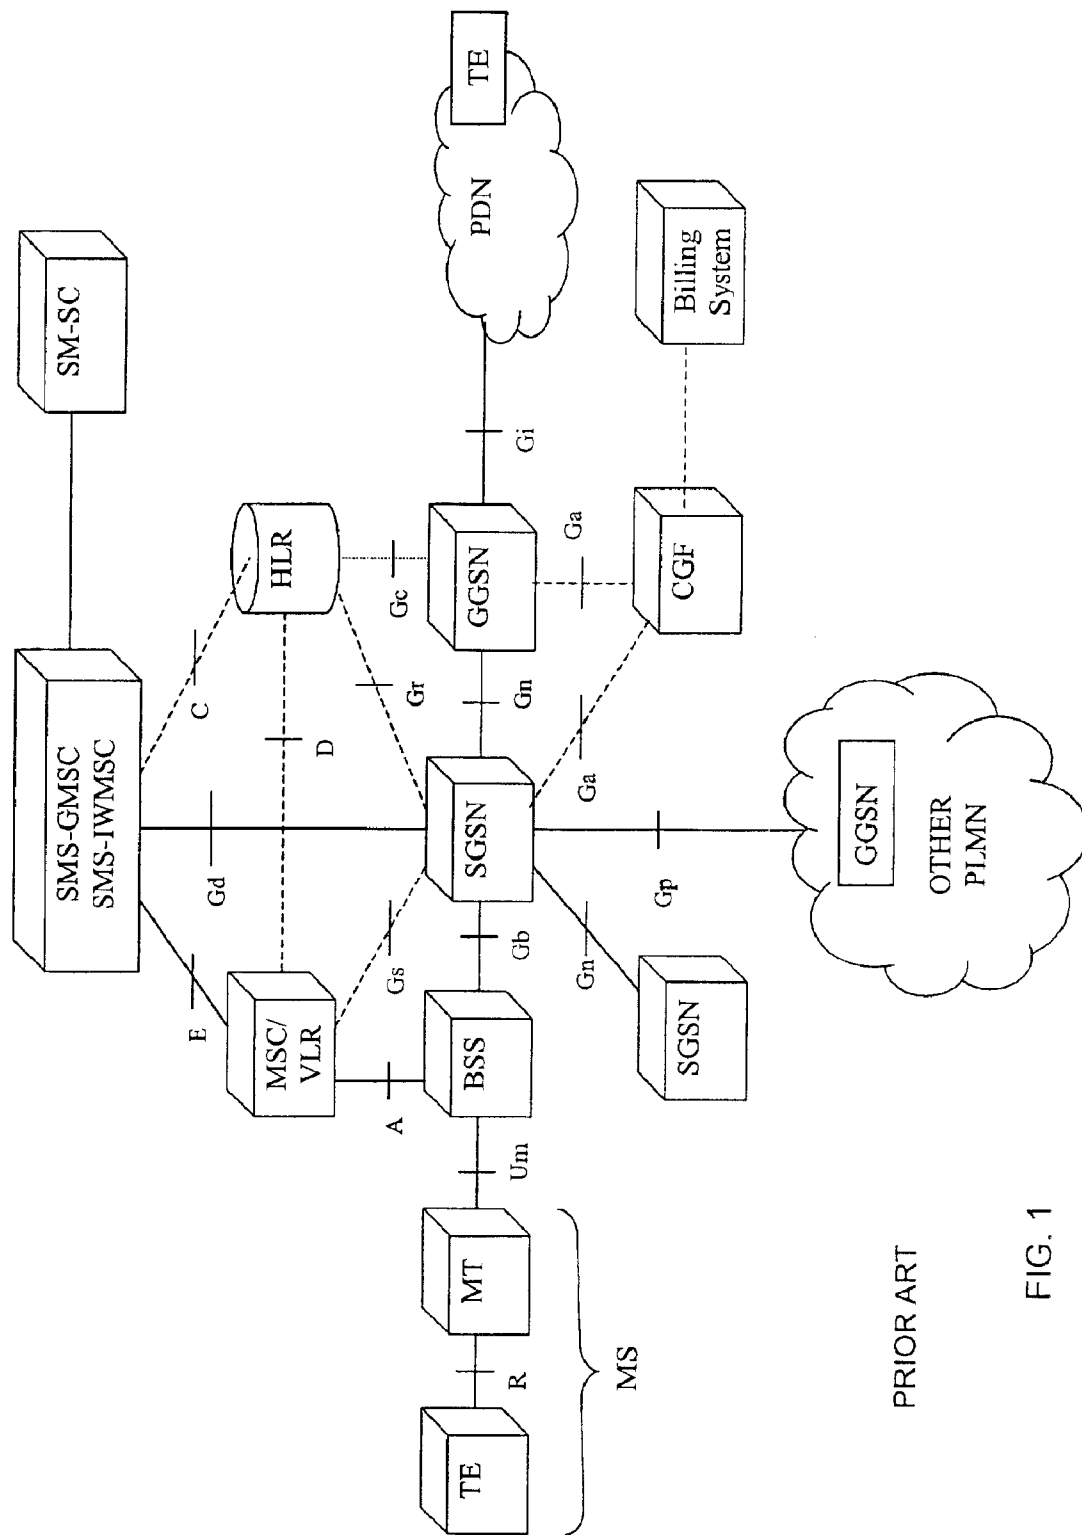 SMS-GMSC
SMS-IWMSC
SM-SC
E
Gd
C
MSC/
VLR
D
HLR
A
Gs
Gr
Gc
TE
R
MT
Um
BSS
Gb
SGSN
Gn
GGSN
Gi
PDN
TE
MS
Gn
Ga
Ga
SGSN
Gp
CGF
Billing
System
GGSN
OTHER
PLMN
PRIOR ART
FIG. 1